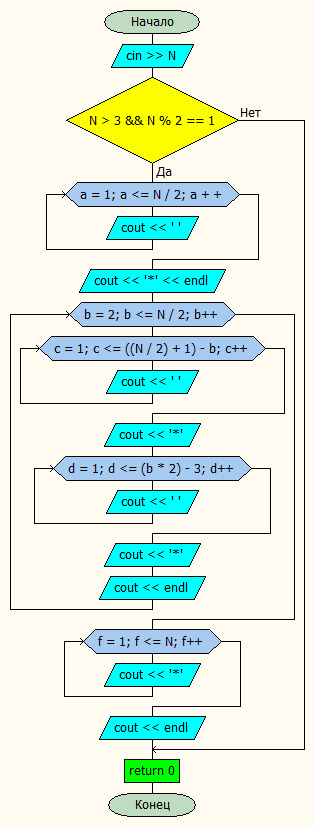 Начало
cin >> N
N > 3 && N % 2 == 1
Нет
Да
a = 1; a <= N / 2; a + +
cout << ' '
cout << '*' << endl
b = 2; b <= N / 2; b++
c = 1; c <= ((N / 2) + 1) - b; c++
cout << ' '
cout << '*'
d = 1; d <= (b * 2) - 3; d++
cout << ' '
cout << '*'
cout << endl
f = 1; f <= N; f++
cout << '*'
cout << endl
return 0
Конец